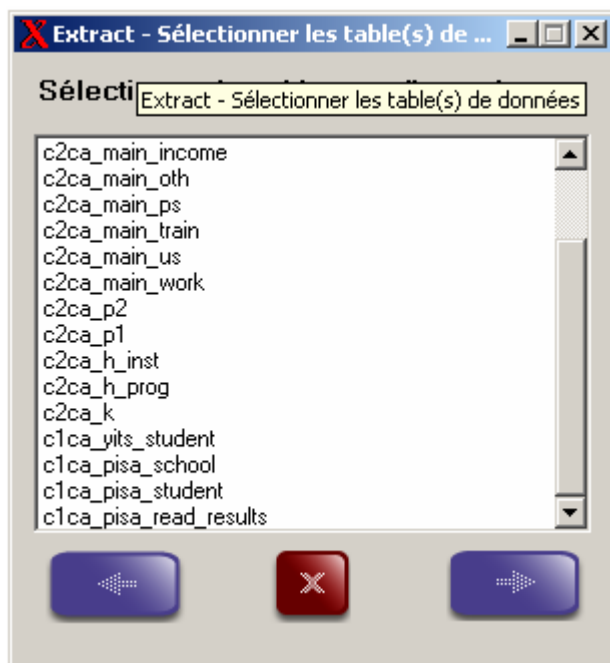 Extract - Sélectionner les table(s) de ...
Sélecti
Extract - Sélectionner les table(s) de données
c2ca_main_income
c2ca_main_oth
c2ca_main_ps
c2ca_main_train
c2ca_main_us
c2ca_main_work
c2ca_p2
c2ca_p1
c2ca_h_inst
c2ca_h_prog
c2ca_k
c1ca_yits_student
c1ca_pisa_school
c1ca_pisa_student
c1ca_pisa_read_results